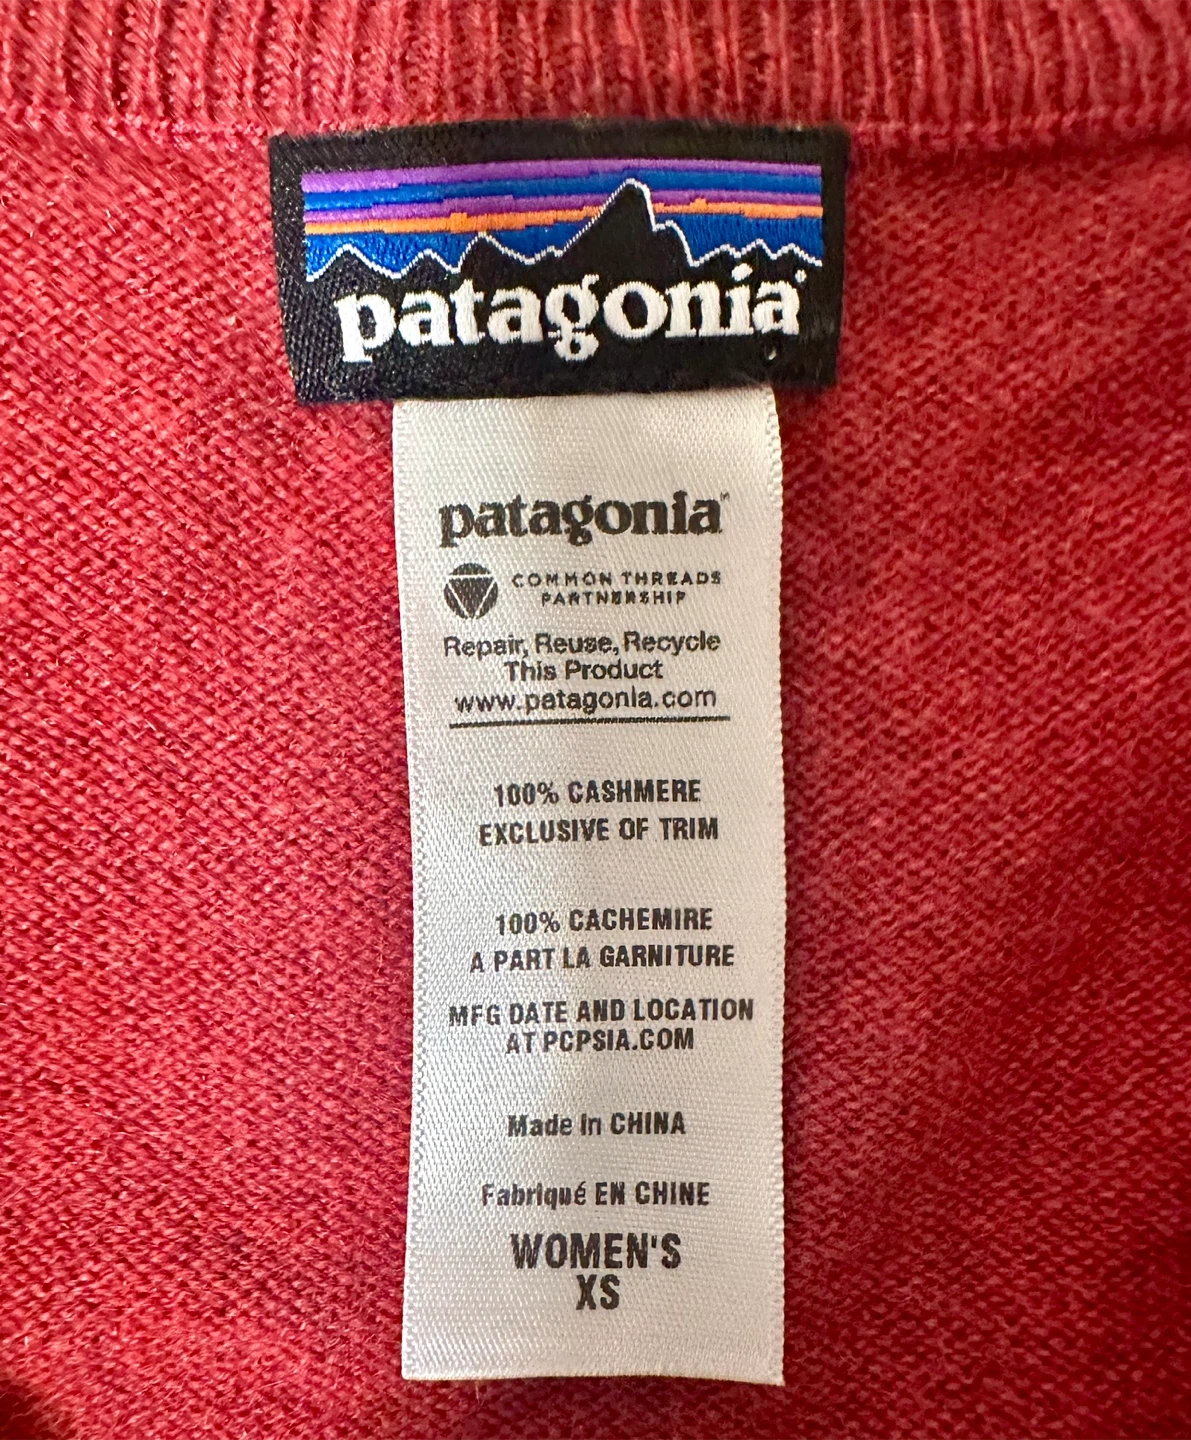 patagonia®
patagonia™
COMMON THREADS
PARTNERSHIP
Repair, Reuse, Recycle
This Product
www.patagonia.com
100% CASHMERE
EXCLUSIVE OF TRIM
100% CACHEMIRE
A PART LA GARNITURE
MFG DATE AND LOCATION
AT PCPSIA.COM
Made in CHINA
Fabriqué EN CHINE
WOMEN'S
XS